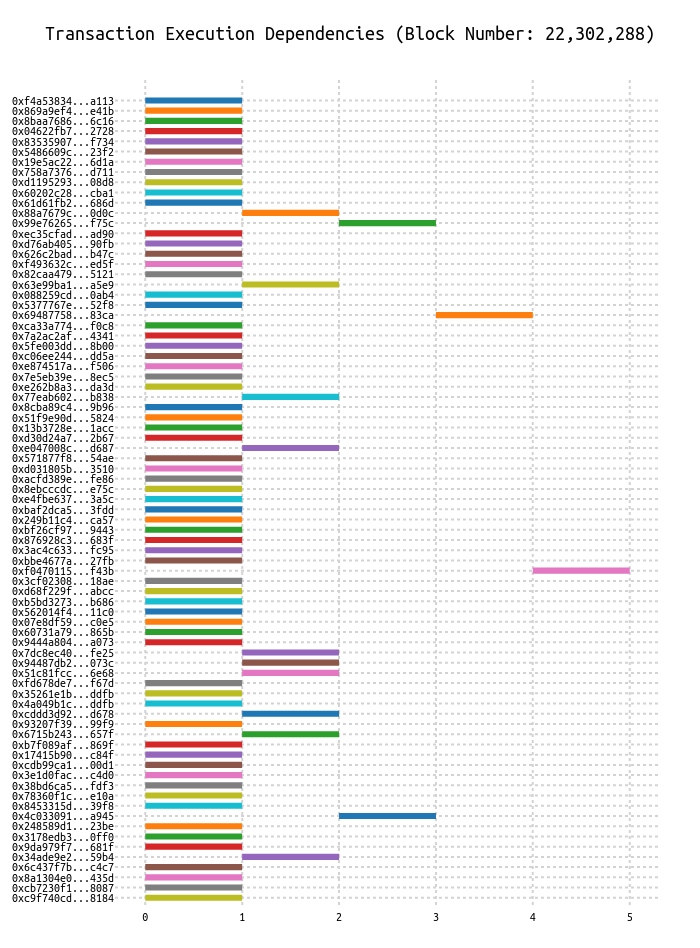 Transaction Execution Dependencies (Block Number: 22,302,288)
0xf4a53834...a113
0x869a9ef4...e41b
0x8baa7686...6c16
0x04622fb7...2728
0x83535907...f734
0x5486609c...23f2
0x19e5ac22...6d1a
0x758a7376...d711
0xd1195293...08d8
0x60202c28...cba1
0x61d61fb2...686d
0x88a7679c...0d0c
0x99e76265...f75c
0xec35cfad...ad90
0xd76ab405...90fb
0x626c2bad...b47c
0xf493632c...ed5f
0x82caa479...5121
0x63e99ba1...a5e9
0x088259cd...0ab4
0x5377767e...52f8
0x69487758...83ca
0xca33a774...f0c8
0x7a2ac2af...4341
0x5fe003dd...8b00
0xc06ee244...dd5a
0xe874517a...f506
0x7e5eb39e...8ec5
0xe262b8a3...da3d
0x77eab602...b838
0x8cba89c4...9b96
0x51f9e90d...5824
0x13b3728e...1acc
0xd30d24a7...2b67
0xe047008c...d687
0x571877f8...54ae
0xd031805b...3510
0xacfd389e...fe86
0x8ebcccdc...e75c
0xe4fbe637...3a5c
0xbaf2dca5...3fdd
0x249b11c4...ca57
0xbf26cf97...9443
0x876928c3...683f
0x3ac4c633...fc95
0xbbe4677a...27fb
0xf0470115...f43b
0x3cf02308...18ae
0xd68f229f...abcc
0xb5bd3273...b686
0x562014f4...11c0
0x07e8df59...c0e5
0x60731a79...865b
0x9444a804...a073
0x7dc8ec40...fe25
0x94487db2...073c
0x51c81fcc...6e68
0xfd678de7...f67d
0x35261e1b...ddfb
0x4a049b1c...ddfb
0xcddd3d92...d678
0x93207f39...99f9
0x6715b243...657f
0xb7f089af...869f
0x17415b90...c84f
0xcdb99ca1...00d1
0x3e1d0fac...c4d0
0x38bd6ca5...fdf3
0x78360f1c...e10a
0x8453315d...39f8
0x4c033091...a945
0x248589d1...23be
0x3178edb3...0ff0
0x9da979f7...681f
0x34ade9e2...59b4
0x6c437f7b...c4c7
0x8a1304e0...435d
0xcb7230f1...8087
0xc9f740cd...8184
0 1 2 3 4 5